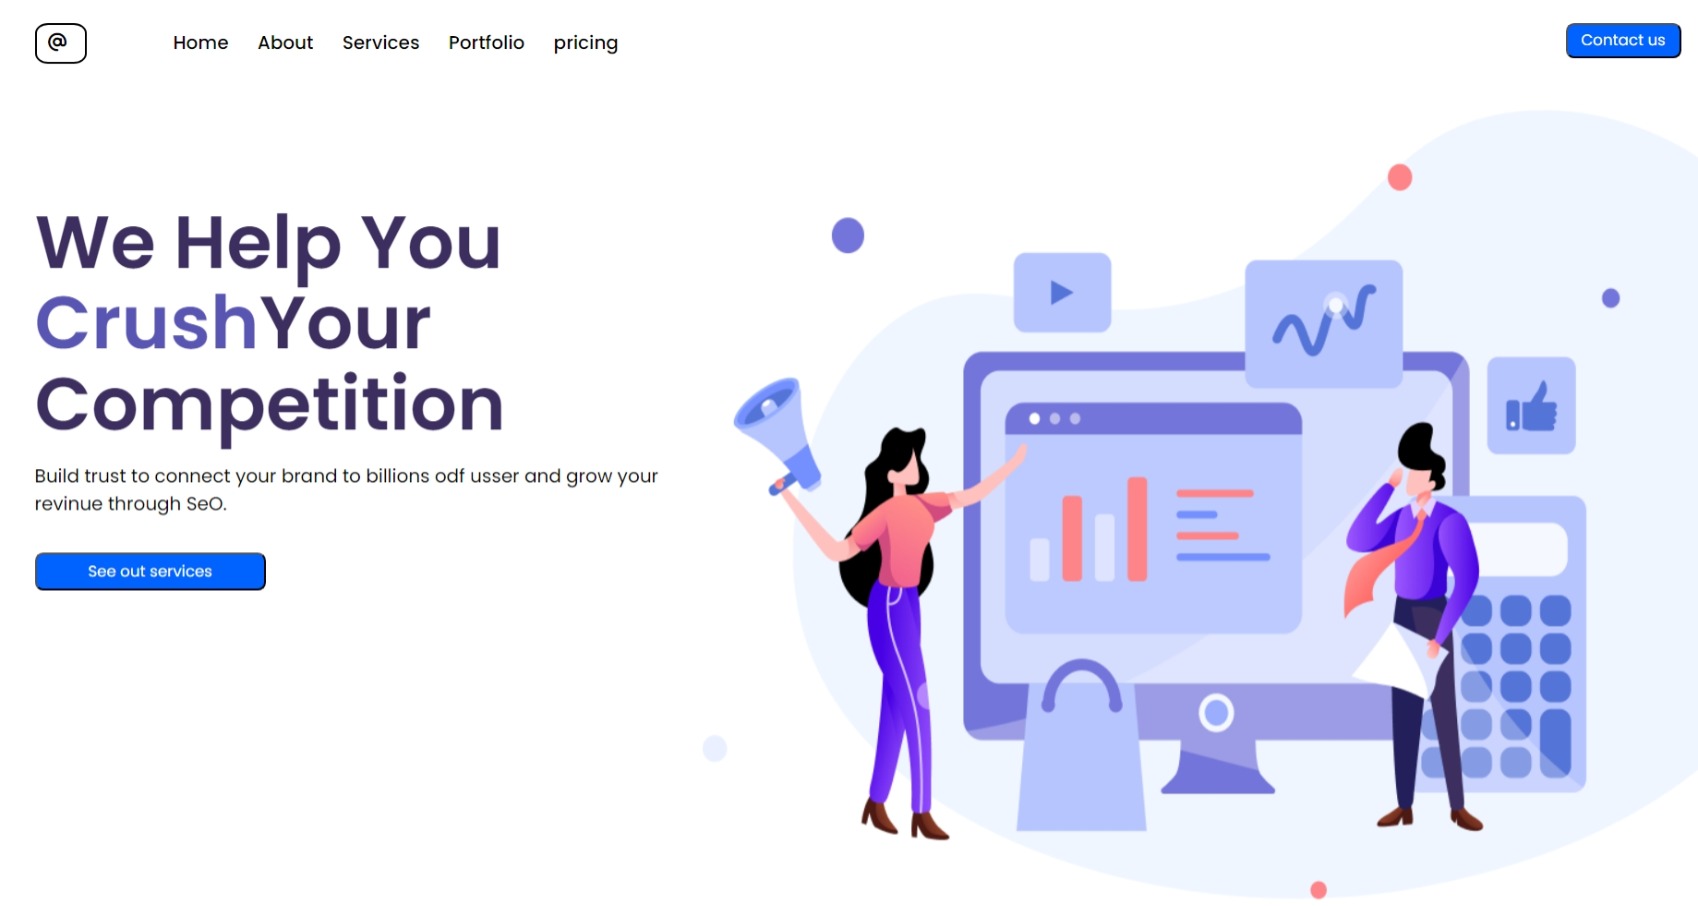 @
Home About Services Portfolio pricing
Contact us
We Help You
CrushYour
Competition
Build trust to connect your brand to billions odf usser and grow your
revinue through SeO.
See out services